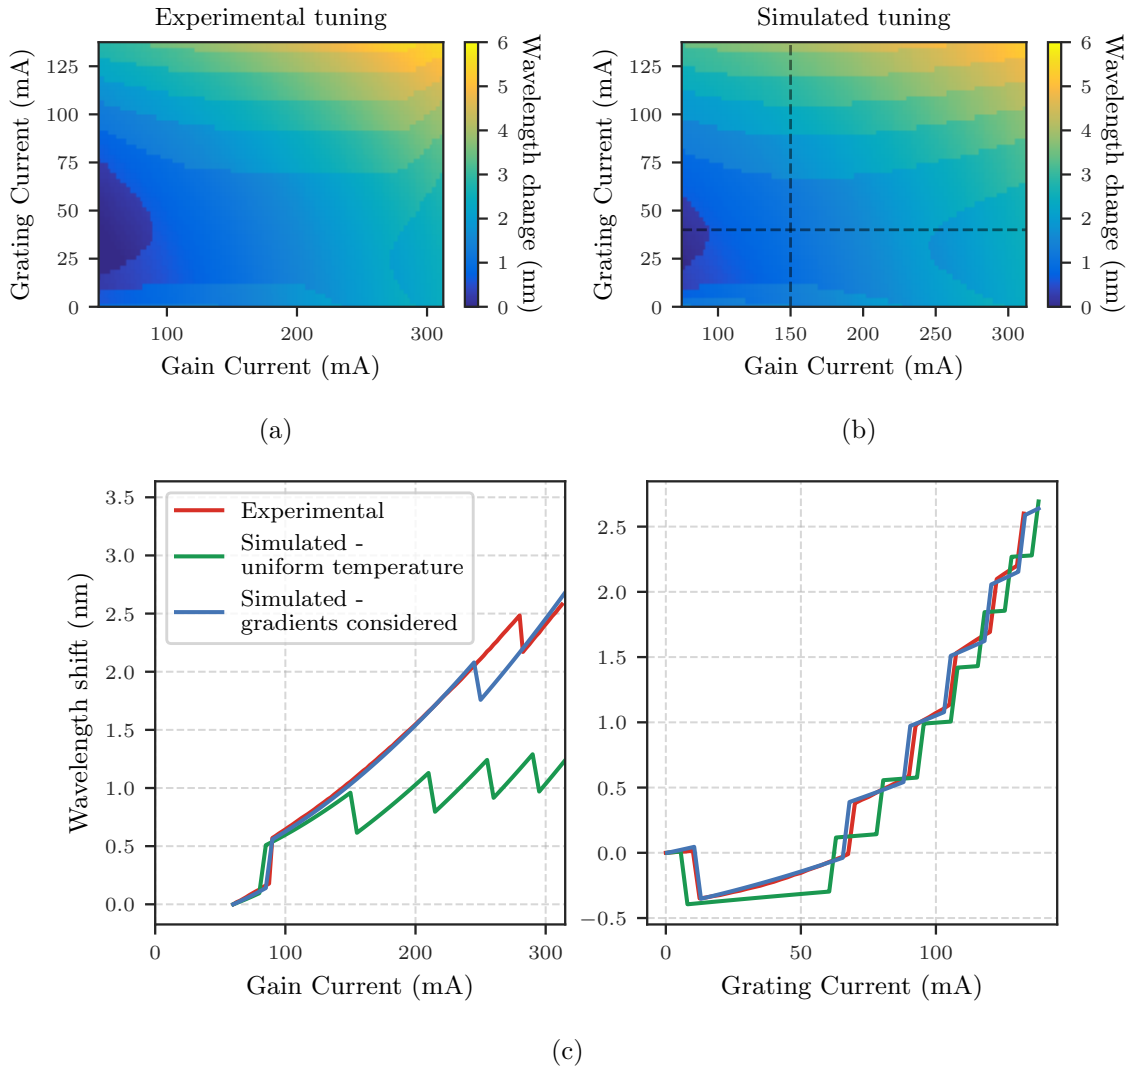 Experimental tuning
125
100
75
50
25
0
Grating Current (mA)
100
200
300
Gain Current (mA)
6
5
4
3
2
1
0
Wavelength change (nm)
(a)
Simulated tuning
125
100
75
50
25
0
Grating Current (mA)
100
150
200
250
300
Gain Current (mA)
6
5
4
3
2
1
0
Wavelength change (nm)
(b)
3.5
3.0
2.5
2.0
1.5
1.0
0.5
0.0
Wavelength shift (nm)
Experimental
Simulated -
uniform temperature
Simulated -
gradients considered
0
100
200
300
Gain Current (mA)
2.5
2.0
1.5
1.0
0.5
0.0
−0.5
0
50
100
Grating Current (mA)
(c)